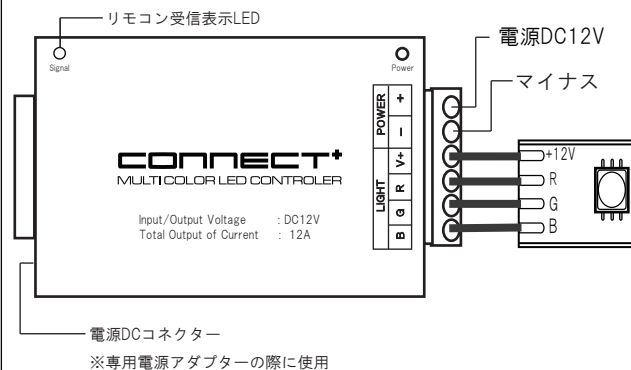 リモコン受信表示LED
電源DC12V
マイナス
Signal
Power
POWER
+
−
LIGHT
V+
R
G
B
+12V
R
G
B
CONNECT+
MULTI COLOR LED CONTROLER
Input/Output Voltage : DC12V
Total Output of Current : 12A
電源DCコネクター
※専用電源アダプターの際に使用